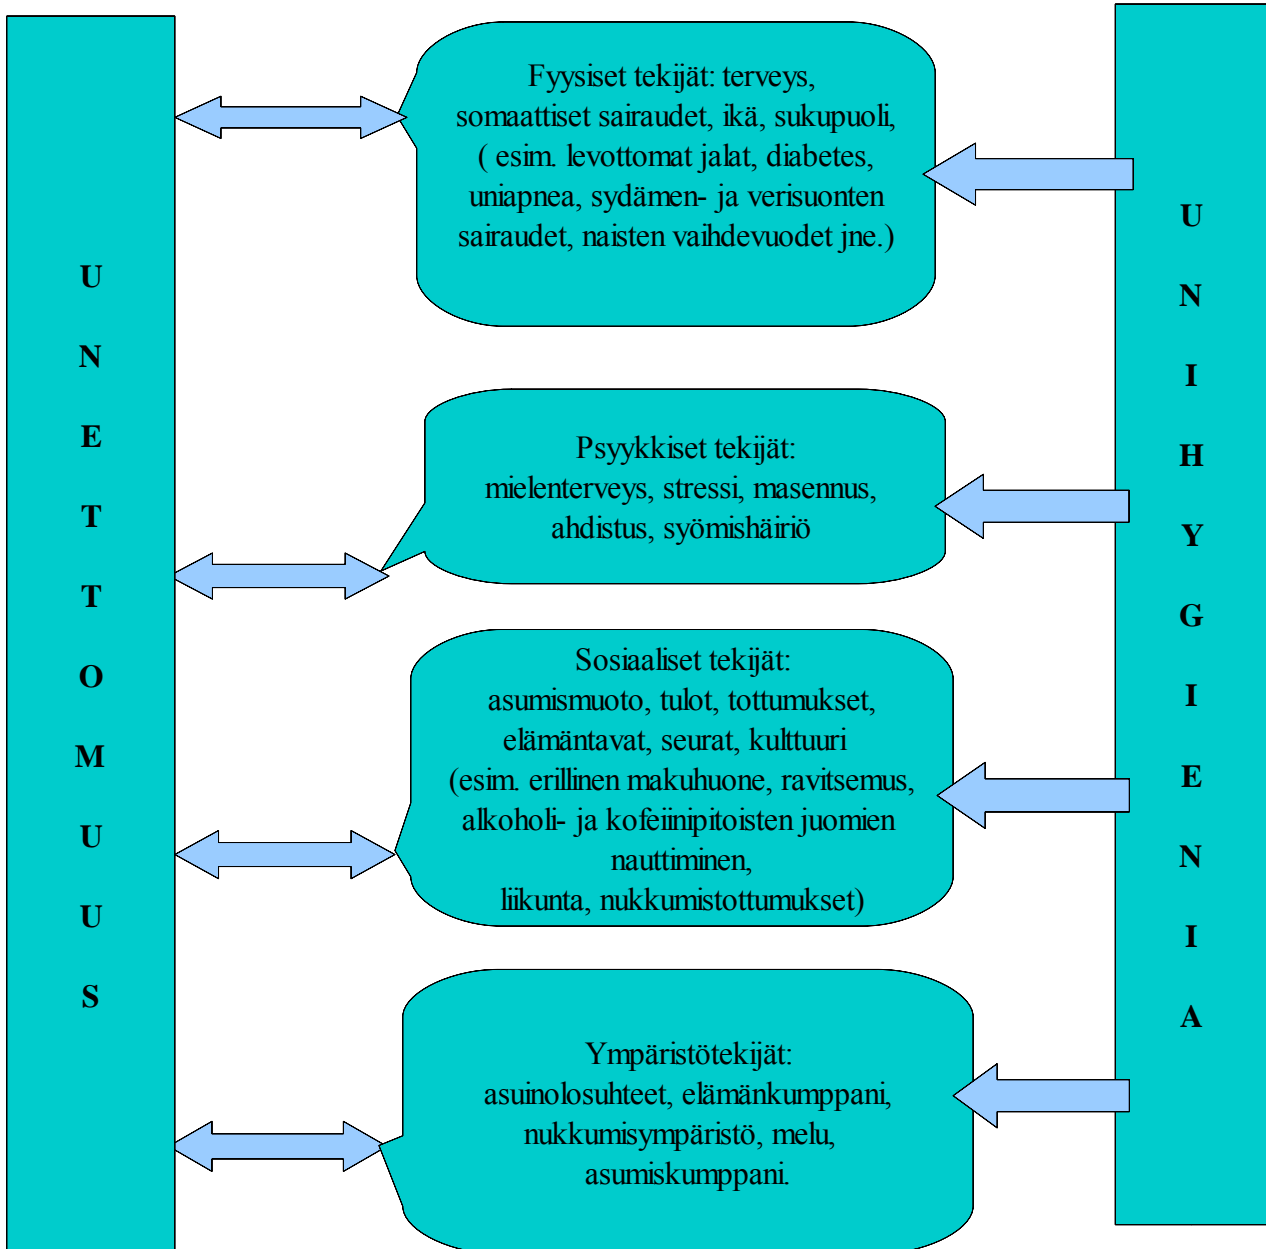 UNETTOMUUS
Fyysiset tekijät: terveys,
somaattiset sairaudet, ikä, sukupuoli,
( esim. levottomat jalat, diabetes,
uniapnea, sydämen- ja verisuonten
sairaudet, naisten vaihdevuodet jne.)
Psyykkiset tekijät:
mielenterveys, stressi, masennus,
ahdistus, syömishäiriö
Sosiaaliset tekijät:
asumismuoto, tulot, tottumukset,
elämäntavat, seurat, kulttuuri
(esim. erillinen makuhuone, ravitsemus,
alkoholi- ja kofeiinipitoisten juomien
nauttiminen,
liikunta, nukkumistottumukset)
Ympäristötekijät:
asuinolosuhteet, elämänkumppani,
nukkumisympäristö, melu,
asumiskumppani.
UNIHYGIENIA